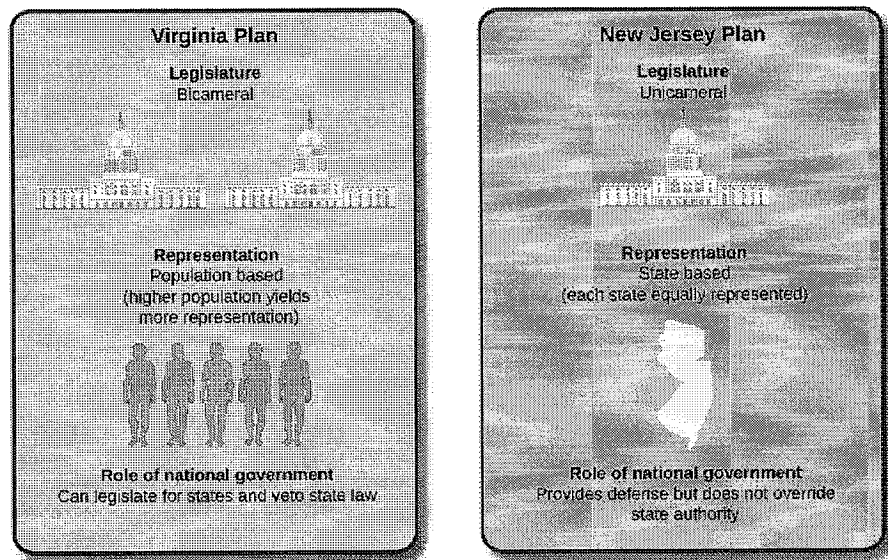 Virginia Plan
Legislature
Bicameral
Representation
Population based
(higher population yields
more representation)
Role of national government
Can legislate for states and veto state law
New Jersey Plan
Legislature
Unicameral
Representation
State based
(each state equally represented)
Role of national government
Provides defense but does not override
state authority